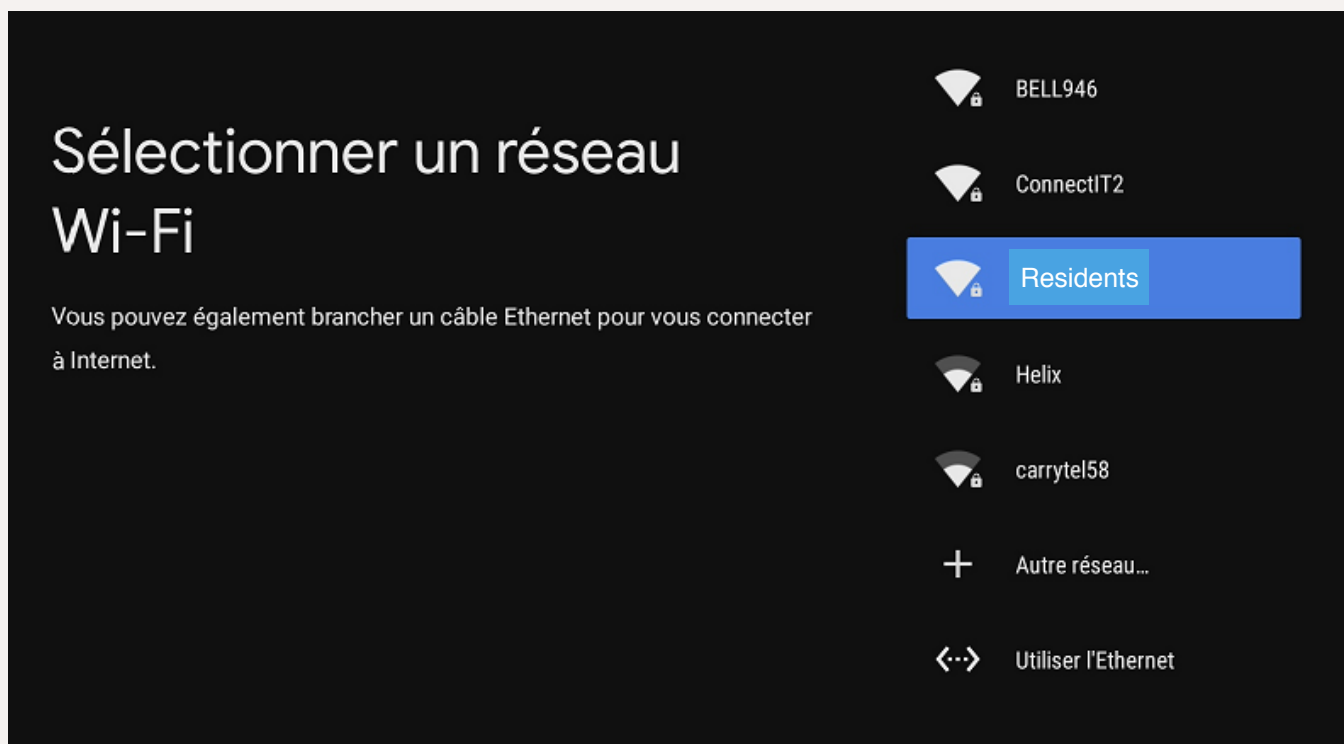 Sélectionner un réseau
Wi-Fi
Vous pouvez également brancher un câble Ethernet pour vous connecter
à Internet.
BELL946
ConnectIT2
Residents
Helix
carrytel58
Autre réseau…
Utiliser l'Ethernet